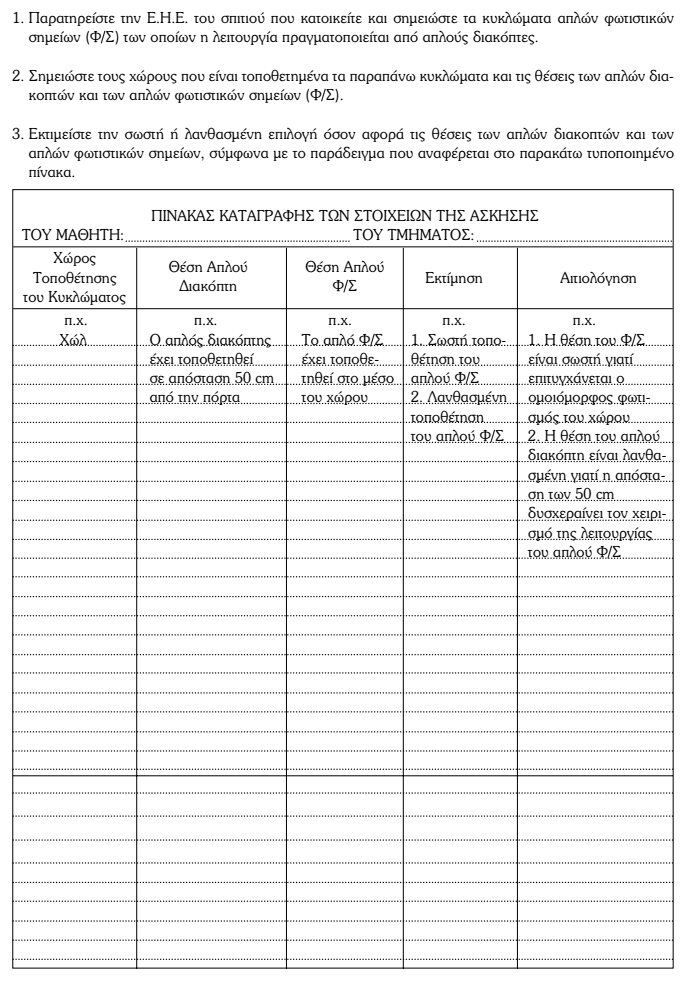 1. Παρατηρείστε την Ε.Η.Ε. του σπιτιού που κατοικείτε και σημειώστε τα κυκλώματα απλών φωτιστικών
σημείων (Φ/Σ) των οποίων η λειτουργία πραγματοποιείται από απλούς διακόπτες.
2. Σημειώστε τους χώρους που είναι τοποθετημένα τα παραπάνω κυκλώματα και τις θέσεις των απλών δια-
κοπτών και των απλών φωτιστικών σημείων (Φ/Σ).
3. Εκτιμείστε την σωστή ή λανθασμένη επιλογή όσον αφορά τις θέσεις των απλών διακοπτών και των
απλών φωτιστικών σημείων, σύμφωνα με το παράδειγμα που αναφέρεται στο παρακάτω τυποποιημένο
πίνακα.
ΠΙΝΑΚΑΣ ΚΑΤΑΓΡΑΦΗΣ ΤΩΝ ΣΤΟΙΧΕΙΩΝ ΤΗΣ ΑΣΚΗΣΗΣ
ΤΟΥ ΜΑΘΗΤΗ: ΤΟΥ ΤΜΗΜΑΤΟΣ:
Χώρος
Τοποθέτησης
του Κυκλώματος
Θέση Απλού
Διακόπτη
Θέση Απλού
Φ/Σ
Εκτίμηση
Αιτιολόγηση
π.χ.
Χώλ
π.χ.
Ο απλός διακόπτης
έχει τοποθετηθεί
σε απόσταση 50 cm
από την πόρτα
π.χ.
Το απλό Φ/Σ
έχει τοποθε-
τηθεί στο μέσο
του χώρου
π.χ.
1. Σωστή τοπο-
θέτηση του
απλού Φ/Σ
2. Λανθασμένη
τοποθέτηση
του απλού Φ/Σ
π.χ.
1. Η θέση του Φ/Σ
είναι σωστή γιατί
επιτυγχάνεται ο
ομοιόμορφος φωτι-
σμός του χώρου
2. Η θέση του απλού
διακόπτη είναι λανθα-
σμένη γιατί η απόστα-
ση των 50 cm
δυσχεραίνει τον χειρι-
σμό της λειτουργίας
του απλού Φ/Σ